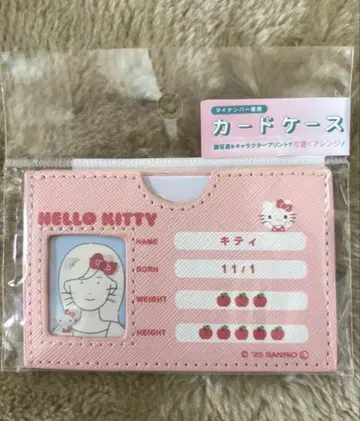 マイナンバー専用
カードケース
顔写真をキャラクタープリントで可愛くアレンジ♪
HELLO KITTY
NAME キティ
BORN 11/1
WEIGHT
HEIGHT
© '25 SANRIO Ⓛ